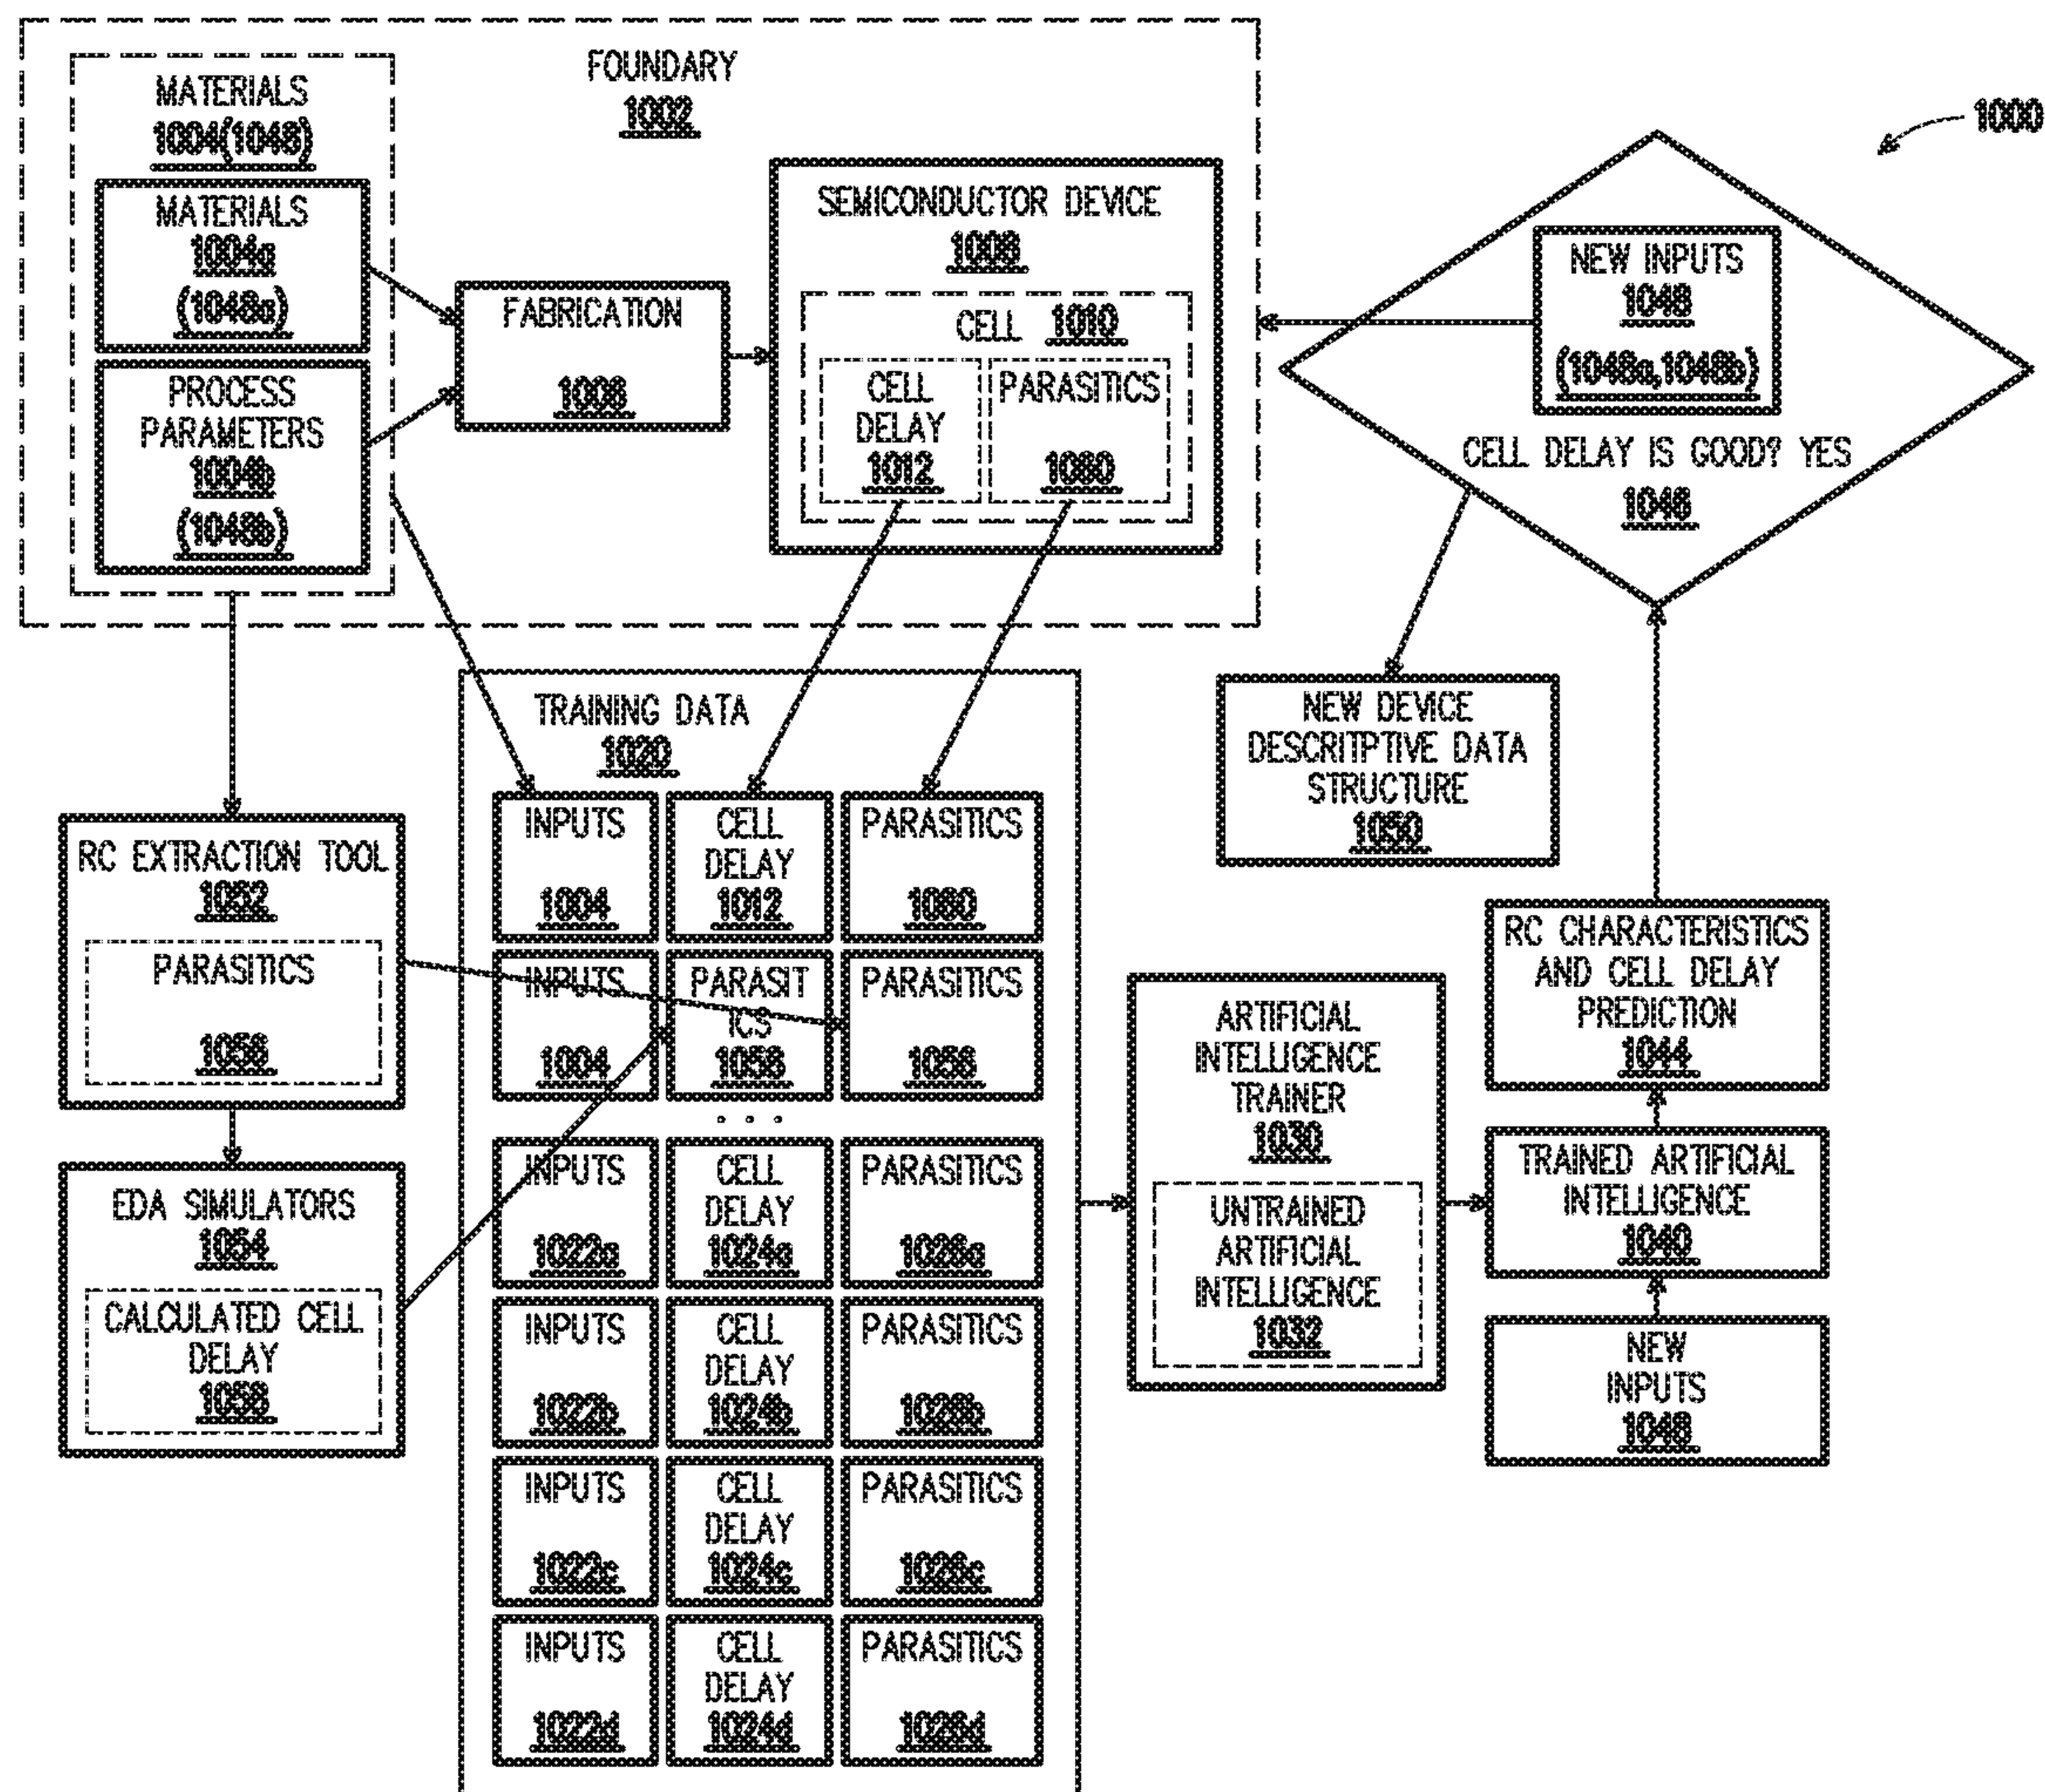 1000
FOUNDARY
1002
MATERIALS
1004(1048)
MATERIALS
1004a
(1048a)
PROCESS
PARAMETERS
1004b
(1048b)
FABRICATION
1006
SEMICONDUCTOR DEVICE
1008
CELL 1010
CELL
DELAY
1012
PARASITICS
1060
NEW INPUTS
1048
(1048a,1048b)
CELL DELAY IS GOOD? YES
1046
NEW DEVICE
DESCRITPTIVE DATA
STRUCTURE
1050
RC EXTRACTION TOOL
1052
PARASITICS
1056
EDA SIMULATORS
1054
CALCULATED CELL
DELAY
1058
TRAINING DATA
1020
INPUTS
1004
CELL
DELAY
1012
PARASITICS
1060
INPUTS
1004
PARASIT
ICS
1058
PARASITICS
1056
. . .
INPUTS
1022a
CELL
DELAY
1024a
PARASITICS
1026a
INPUTS
1022b
CELL
DELAY
1024b
PARASITICS
1026b
INPUTS
1022c
CELL
DELAY
1024c
PARASITICS
1026c
INPUTS
1022d
CELL
DELAY
1024d
PARASITICS
1026d
ARTIFICIAL
INTELLIGENCE
TRAINER
1030
UNTRAINED
ARTIFICIAL
INTELLIGENCE
1032
RC CHARACTERISTICS
AND CELL DELAY
PREDICTION
1044
TRAINED ARTIFICIAL
INTELLIGENCE
1040
NEW
INPUTS
1048